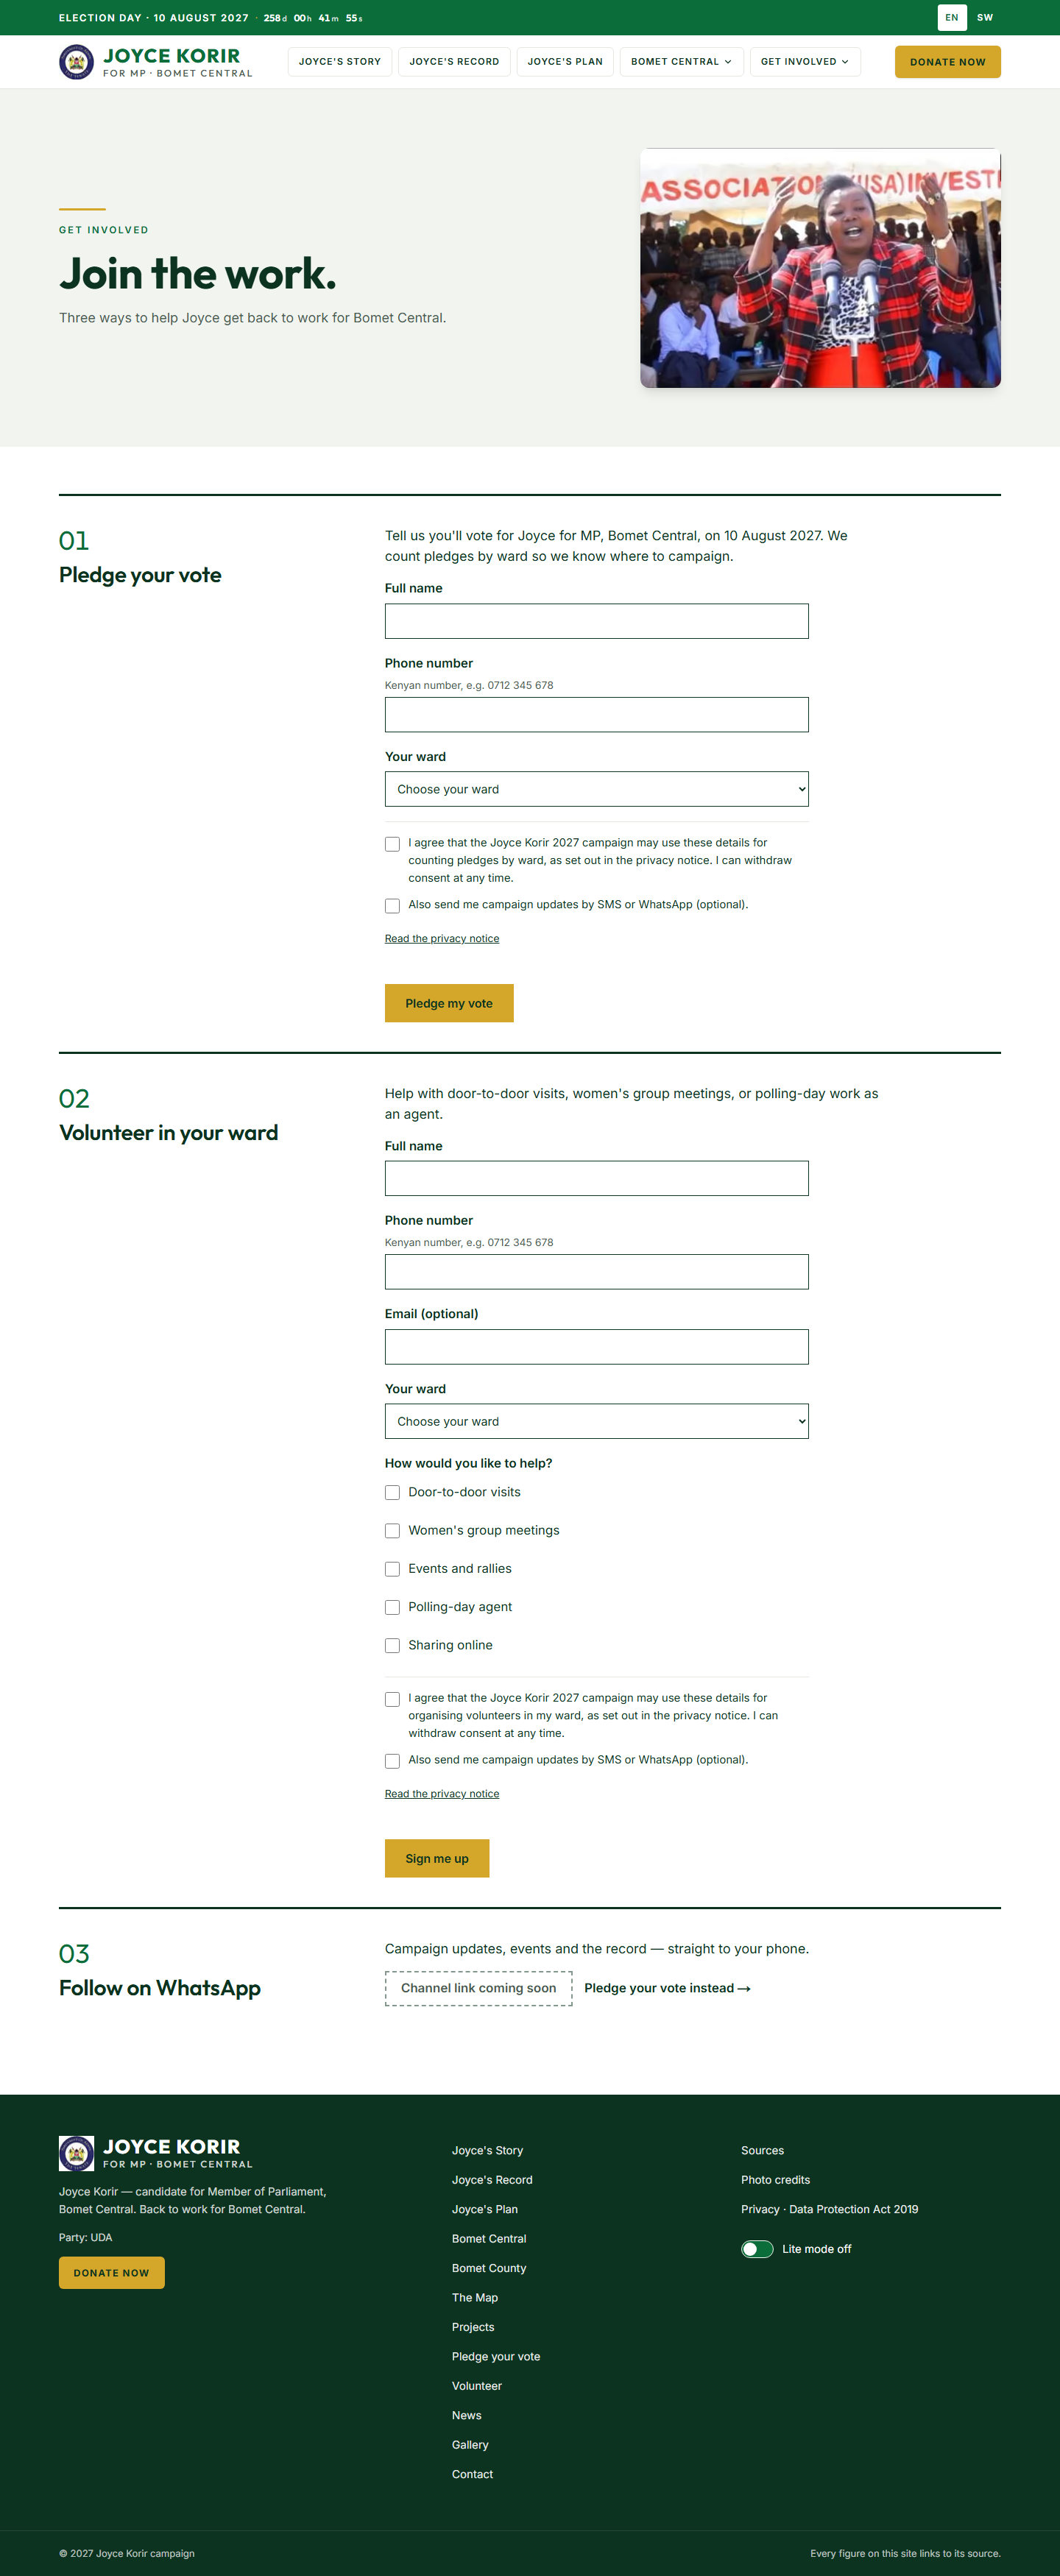 ELECTION DAY · 10 AUGUST 2027 · 258d 00h 41m 55s
EN SW
JOYCE KORIR
FOR MP · BOMET CENTRAL
JOYCE'S STORY
JOYCE'S RECORD
JOYCE'S PLAN
BOMET CENTRAL
GET INVOLVED
DONATE NOW
ASSOCIATION (USA) INVEST
GET INVOLVED
Join the work.
Three ways to help Joyce get back to work for Bomet Central.
01
Pledge your vote
Tell us you'll vote for Joyce for MP, Bomet Central, on 10 August 2027. We
count pledges by ward so we know where to campaign.
Full name
Phone number
Kenyan number, e.g. 0712 345 678
Your ward
Choose your ward
I agree that the Joyce Korir 2027 campaign may use these details for
counting pledges by ward, as set out in the privacy notice. I can withdraw
consent at any time.
Also send me campaign updates by SMS or WhatsApp (optional).
Read the privacy notice
Pledge my vote
02
Volunteer in your ward
Help with door-to-door visits, women's group meetings, or polling-day work as
an agent.
Full name
Phone number
Kenyan number, e.g. 0712 345 678
Email (optional)
Your ward
Choose your ward
How would you like to help?
Door-to-door visits
Women's group meetings
Events and rallies
Polling-day agent
Sharing online
I agree that the Joyce Korir 2027 campaign may use these details for
organising volunteers in my ward, as set out in the privacy notice. I can
withdraw consent at any time.
Also send me campaign updates by SMS or WhatsApp (optional).
Read the privacy notice
Sign me up
03
Follow on WhatsApp
Campaign updates, events and the record — straight to your phone.
Channel link coming soon
Pledge your vote instead →
JOYCE KORIR
FOR MP · BOMET CENTRAL
Joyce Korir — candidate for Member of Parliament,
Bomet Central. Back to work for Bomet Central.
Party: UDA
DONATE NOW
Joyce's Story
Joyce's Record
Joyce's Plan
Bomet Central
Bomet County
The Map
Projects
Pledge your vote
Volunteer
News
Gallery
Contact
Sources
Photo credits
Privacy · Data Protection Act 2019
Lite mode off
© 2027 Joyce Korir campaign
Every figure on this site links to its source.